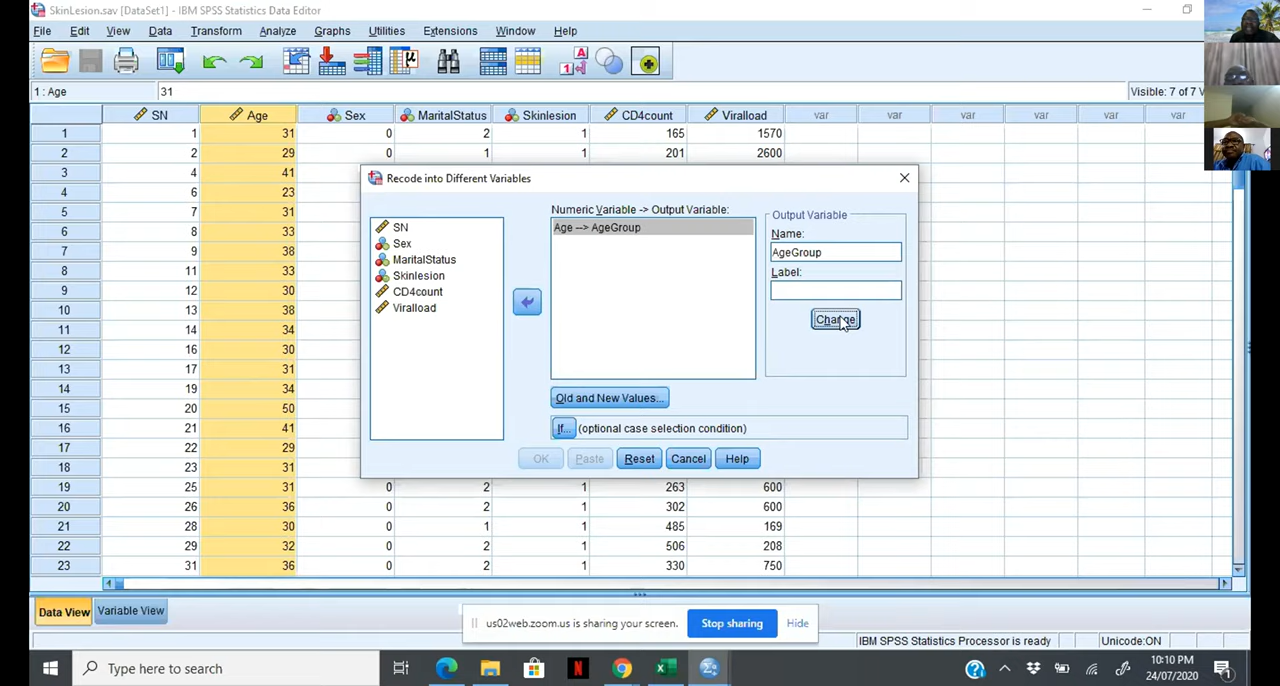 SkinLesion.sav [DataSet1] - IBM SPSS Statistics Data Editor
File Edit View Data Transform Analyze Graphs Utilities Extensions Window Help
1 : Age 31 Visible: 7 of 7 V
SN Age Sex MaritalStatus Skinlesion CD4count Viralload var var var var var
1 1 31 0 2 1 165 1570
2 2 29 0 1 1 201 2600
3 4 41
4 6 23
5 7 31
6 8 33
7 9 38
8 11 33
9 12 30
10 13 38
11 14 34
12 16 30
13 17 31
14 19 34
15 20 50
16 21 41
17 22 29
18 23 31
19 25 31 0 2 1 263 600
20 26 36 0 2 1 302 600
21 28 30 0 1 1 485 169
22 29 32 0 2 1 506 208
23 31 36 0 2 1 330 750
Recode into Different Variables
SN
Sex
MaritalStatus
Skinlesion
CD4count
Viralload
Numeric Variable -> Output Variable:
Age --> AgeGroup
Output Variable
Name:
AgeGroup
Label:
Change
Old and New Values...
If... (optional case selection condition)
OK Paste Reset Cancel Help
Data View Variable View
us02web.zoom.us is sharing your screen. Stop sharing Hide
IBM SPSS Statistics Processor is ready Unicode:ON
Type here to search
10:10 PM
24/07/2020